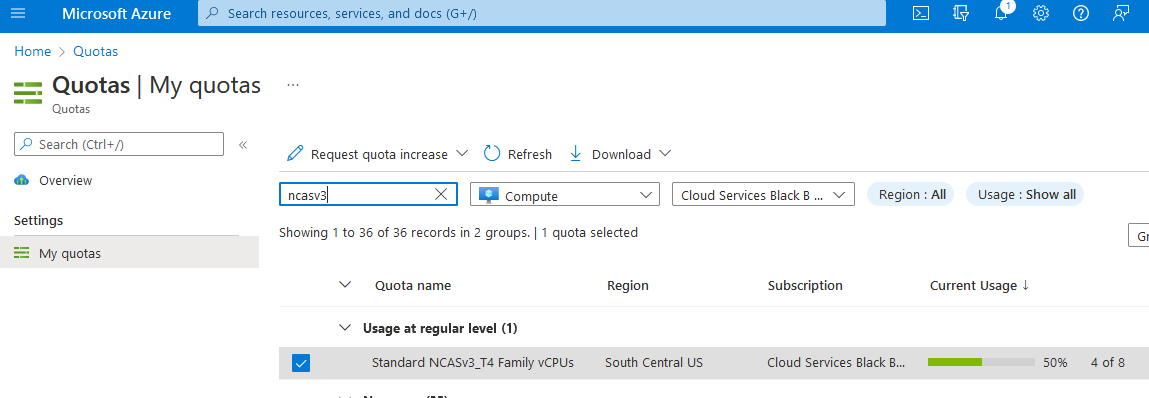 Microsoft Azure
Search resources, services, and docs (G+/)
1
Home > Quotas
Quotas | My quotas ...
Quotas
Search (Ctrl+/) «
Overview
Settings
My quotas
Request quota increase Refresh Download
ncasv3 Compute Cloud Services Black B ... Region : All Usage : Show all
Showing 1 to 36 of 36 records in 2 groups. | 1 quota selected
Quota name Region Subscription Current Usage ↓
Usage at regular level (1)
Standard NCASv3_T4 Family vCPUs South Central US Cloud Services Black B... 50% 4 of 8